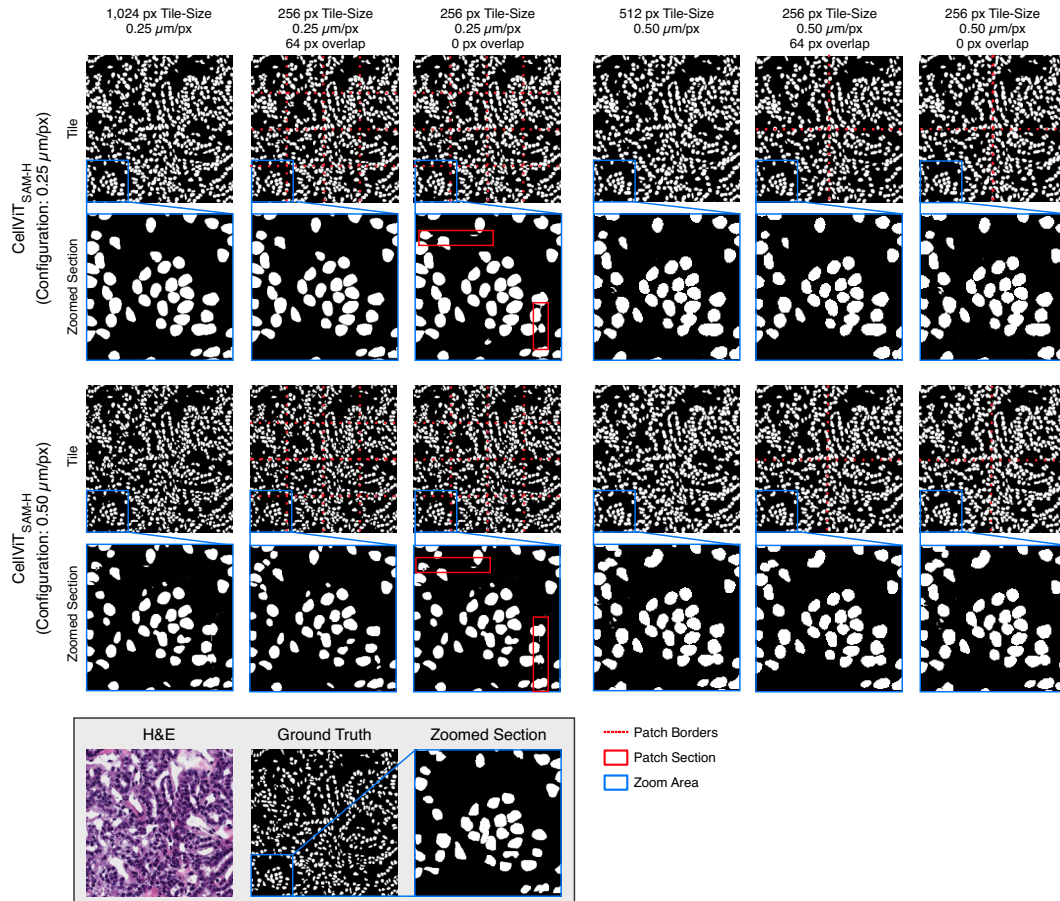 1,024 px Tile-Size
0.25 µm/px
256 px Tile-Size
0.25 µm/px
64 px overlap
256 px Tile-Size
0.25 µm/px
0 px overlap
512 px Tile-Size
0.50 µm/px
256 px Tile-Size
0.50 µm/px
64 px overlap
256 px Tile-Size
0.50 µm/px
0 px overlap
CellViT SAM-H
(Configuration: 0.25 µm/px)
Tile
Zoomed Section
CellViT SAM-H
(Configuration: 0.50 µm/px)
Tile
Zoomed Section
H&E
Ground Truth
Zoomed Section
Patch Borders
Patch Section
Zoom Area